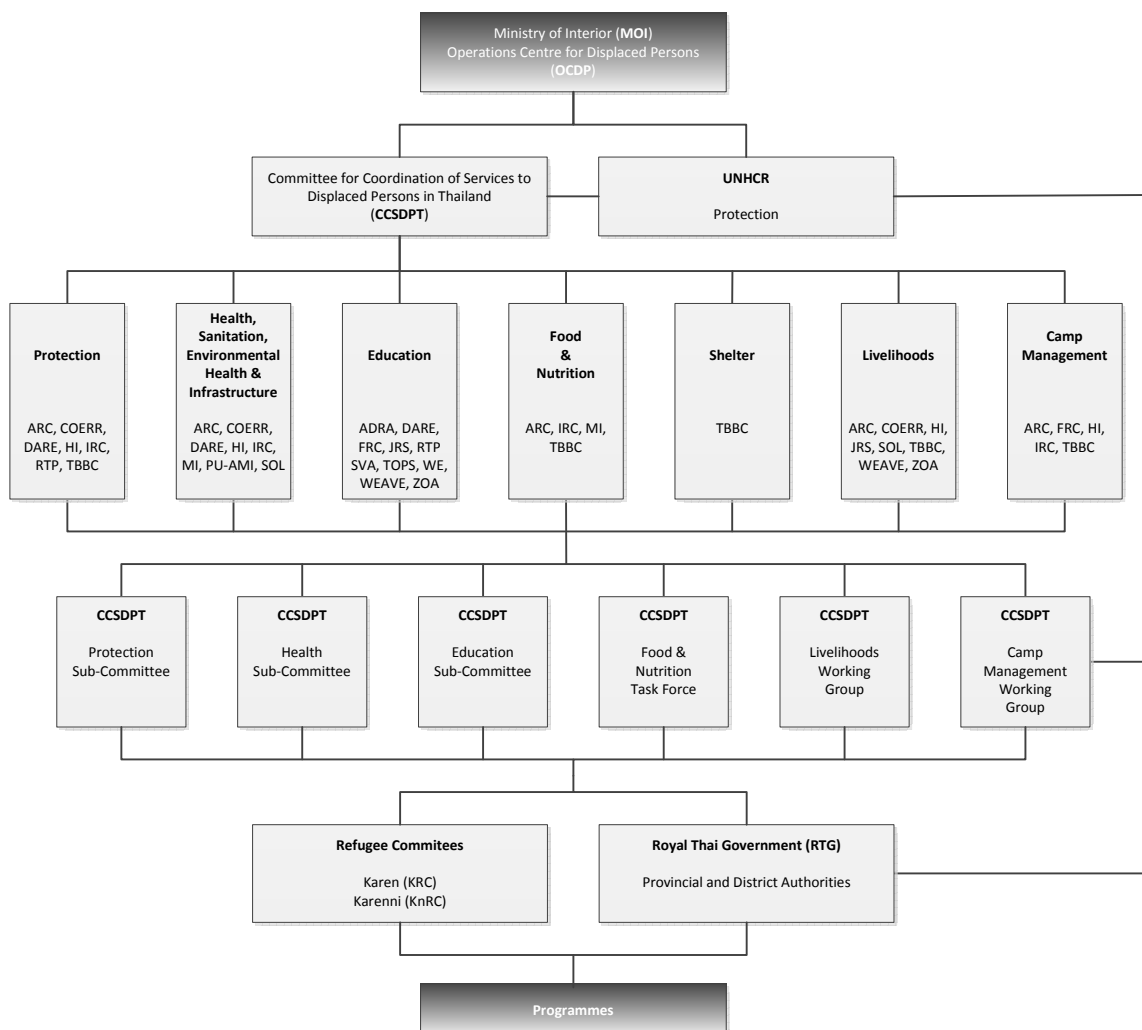 Ministry of Interior (MOI)
Operations Centre for Displaced Persons
(OCDP)
Committee for Coordination of Services to
Displaced Persons in Thailand
(CCSDPT)
UNHCR
Protection
Protection
ARC, COERR,
DARE, HI, IRC,
RTP, TBBC
Health,
Sanitation,
Environmental
Health &
Infrastructure
ARC, COERR,
DARE, HI, IRC,
MI, PU-AMI, SOL
Education
ADRA, DARE,
FRC, JRS, RTP
SVA, TOPS, WE,
WEAVE, ZOA
Food
&
Nutrition
ARC, IRC, MI,
TBBC
Shelter
TBBC
Livelihoods
ARC, COERR, HI,
JRS, SOL, TBBC,
WEAVE, ZOA
Camp
Management
ARC, FRC, HI,
IRC, TBBC
CCSDPT
Protection
Sub-Committee
CCSDPT
Health
Sub-Committee
CCSDPT
Education
Sub-Committee
CCSDPT
Food &
Nutrition
Task Force
CCSDPT
Livelihoods
Working
Group
CCSDPT
Camp
Management
Working
Group
Refugee Commitees
Karen (KRC)
Karenni (KnRC)
Royal Thai Government (RTG)
Provincial and District Authorities
Programmes